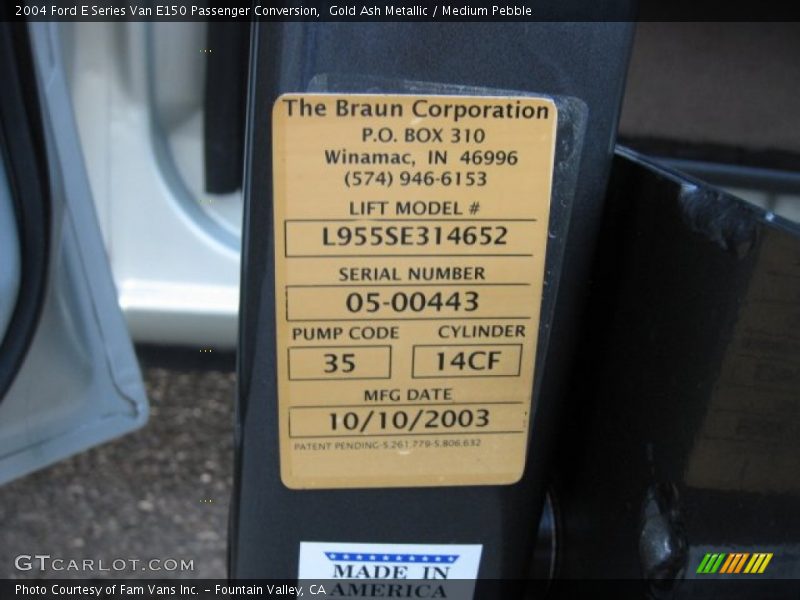 2004 Ford E Series Van E150 Passenger Conversion,  Gold Ash Metallic / Medium Pebble
The Braun Corporation
P.O. BOX 310
Winamac, IN 46996
(574) 946-6153
LIFT MODEL #
L955SE314652
SERIAL NUMBER
05-00443
PUMP CODE CYLINDER
35 14CF
MFG DATE
10/10/2003
PATENT PENDING-5.261.779-5.806.632
MADE IN
AMERICA
GTCARLOT.COM
Photo Courtesy of Fam Vans Inc. – Fountain Valley, CA